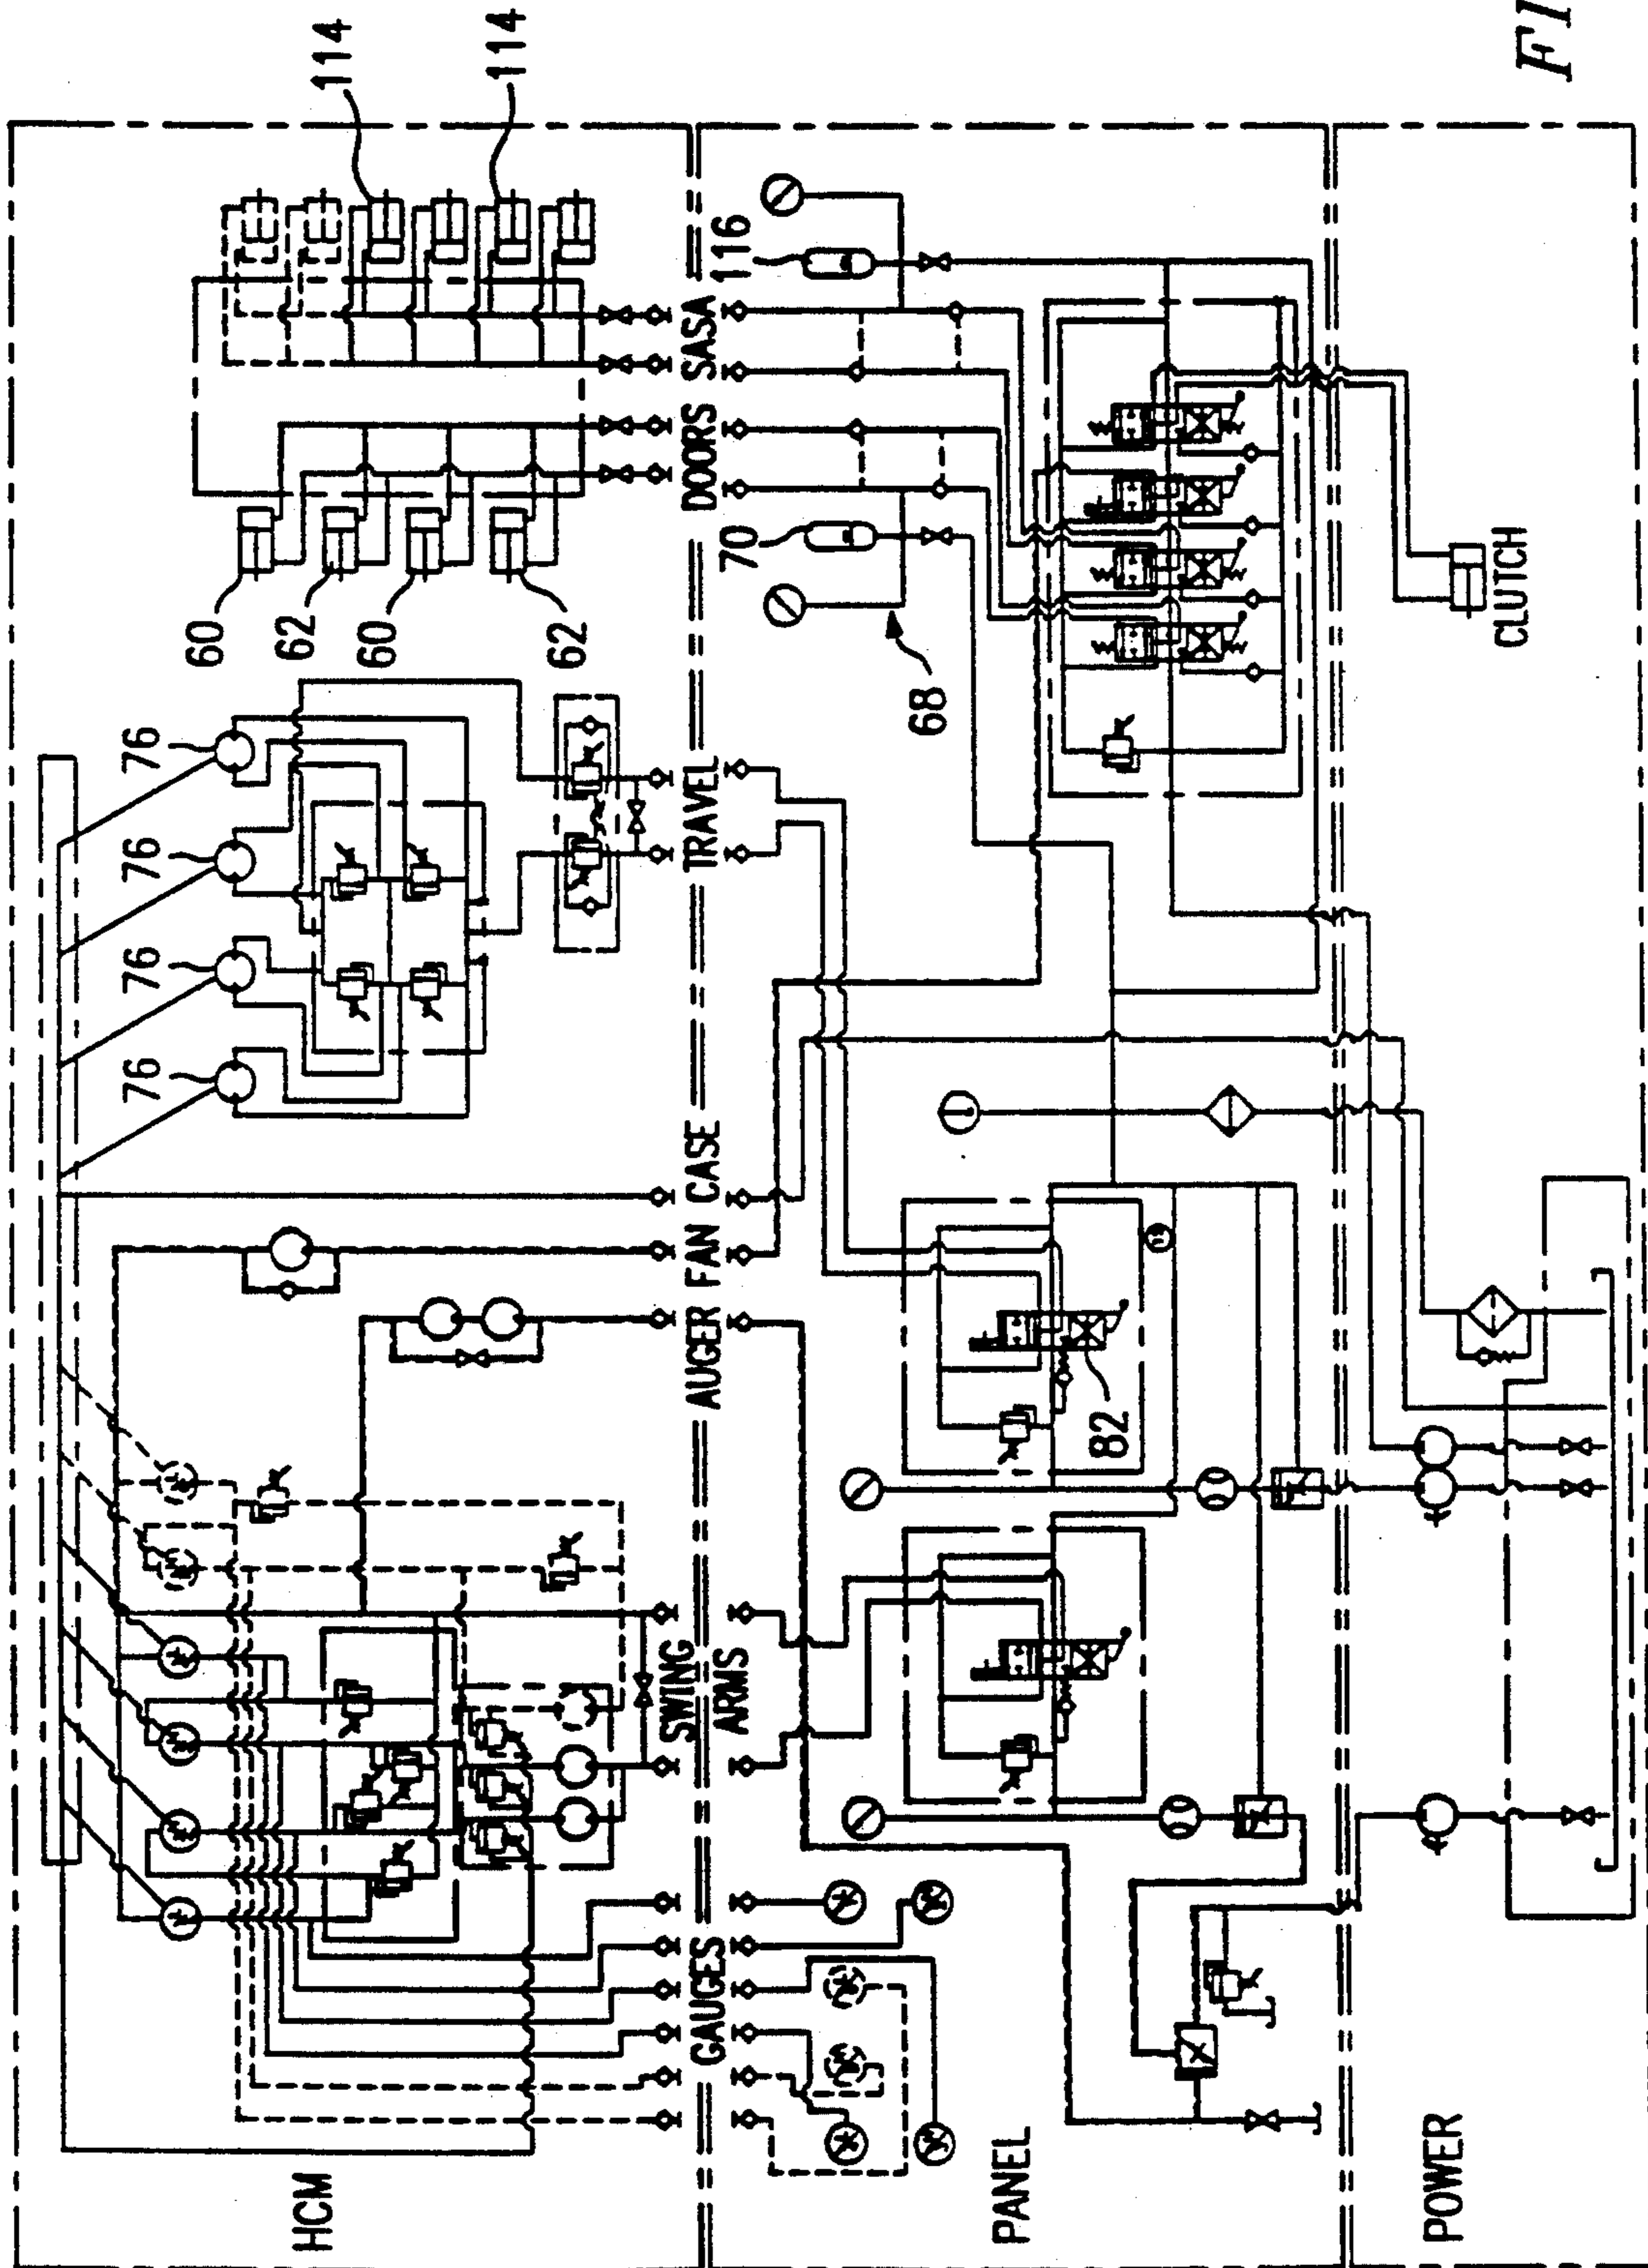 76 76 76 76
60
62
HCM
114
60
114
62
GAUGES SWING ARMS AUGER FAN CASE TRAVEL DOORS SASA
70
116
68
PANEL
82
POWER
CLUTCH
FI